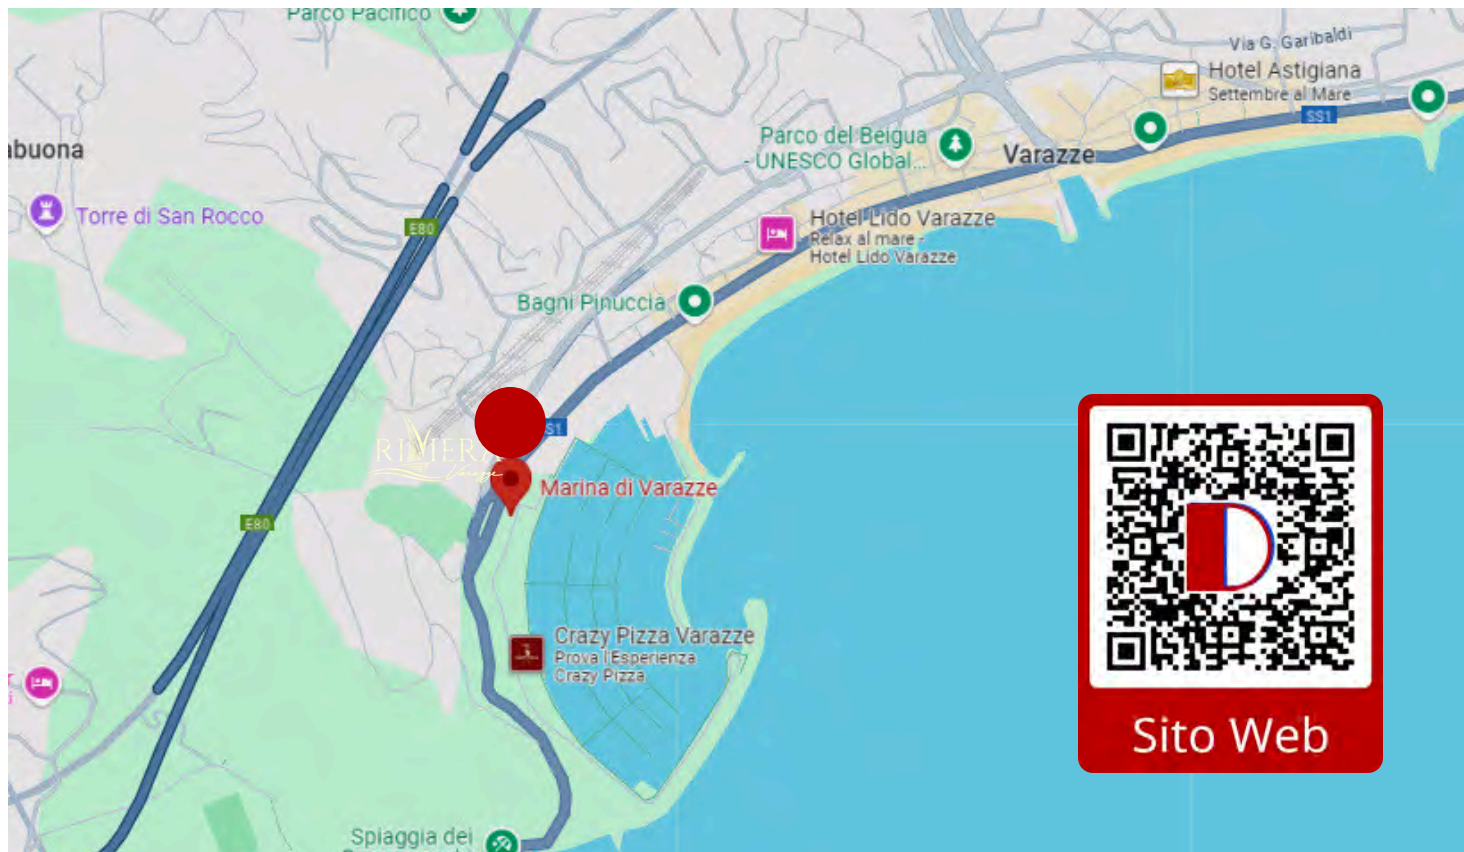 Parco Pacifico
Via G. Garibaldi
Hotel Astigiana
Settembre al Mare
SS1
abuona
Parco del Beigua
- UNESCO Global...
Varazze
Torre di San Rocco
E80
Hotel Lido Varazze
Relax al mare -
Hotel Lido Varazze
Bagni Pinuccia
S1
RIVIERA
Varazze
Marina di Varazze
E80
Crazy Pizza Varazze
Prova l'Esperienza
Crazy Pizza
Sito Web
Spiaggia dei